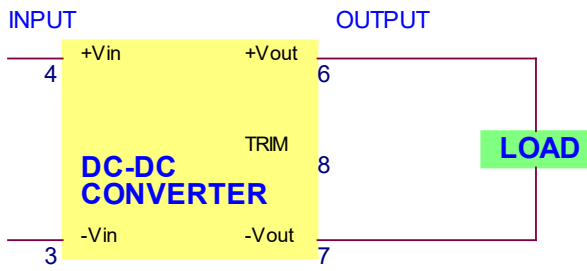 INPUT
OUTPUT
+Vin
+Vout
4
6
TRIM
8
DC-DC
CONVERTER
LOAD
-Vin
-Vout
3
7